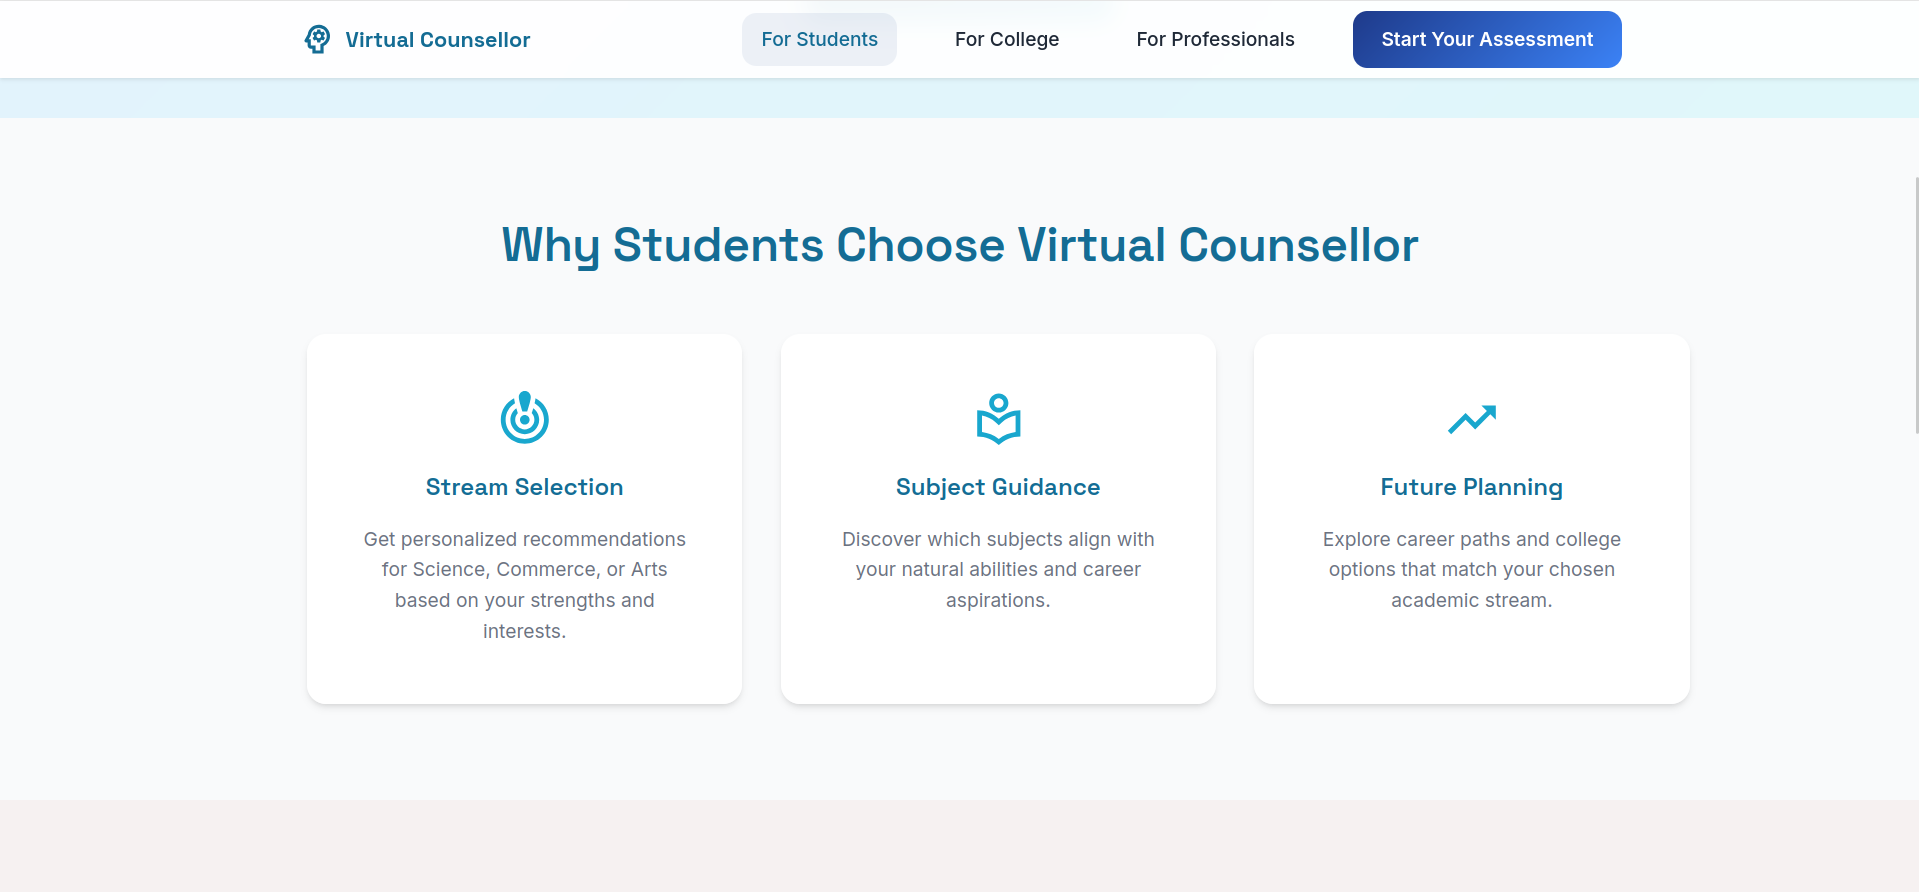 Virtual Counsellor
For Students
For College
For Professionals
Start Your Assessment
Why Students Choose Virtual Counsellor
Stream Selection
Get personalized recommendations
for Science, Commerce, or Arts
based on your strengths and
interests.
Subject Guidance
Discover which subjects align with
your natural abilities and career
aspirations.
Future Planning
Explore career paths and college
options that match your chosen
academic stream.